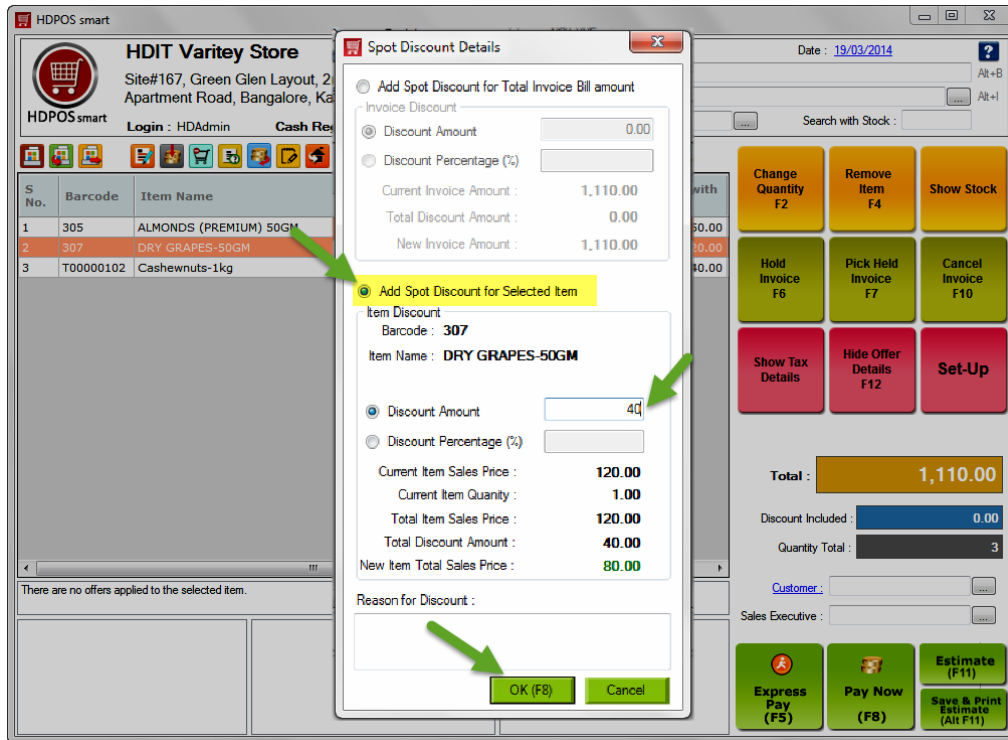 HDPOS smart
HDIT Varitey Store
Site#167, Green Glen Layout, 2
Apartment Road, Bangalore, Ka
HDPOS smart
Login : HDAdmin Cash Reg
Date : 19/03/2014
?
Alt+B
... Alt+I
... Search with Stock :
S No. Barcode Item Name with
1 305 ALMONDS (PREMIUM) 50GM 50.00
2 307 DRY GRAPES-50GM 20.00
3 T00000102 Cashewnuts-1kg 40.00
There are no offers applied to the selected item.
Spot Discount Details
Add Spot Discount for Total Invoice Bill amount
Invoice Discount
Discount Amount 0.00
Discount Percentage (%)
Current Invoice Amount : 1,110.00
Total Discount Amount : 0.00
New Invoice Amount : 1,110.00
Add Spot Discount for Selected Item
Item Discount
Barcode : 307
Item Name : DRY GRAPES-50GM
Discount Amount 40
Discount Percentage (%)
Current Item Sales Price : 120.00
Current Item Quanity : 1.00
Total Item Sales Price : 120.00
Total Discount Amount : 40.00
New Item Total Sales Price : 80.00
Reason for Discount :
OK (F8) Cancel
Change Quantity F2
Remove Item F4
Show Stock
Hold Invoice F6
Pick Held Invoice F7
Cancel Invoice F10
Show Tax Details
Hide Offer Details F12
Set-Up
Total : 1,110.00
Discount Included : 0.00
Quantity Total : 3
Customer : ...
Sales Executive : ...
Express Pay (F5)
Pay Now (F8)
Estimate (F11)
Save & Print Estimate (Alt F11)